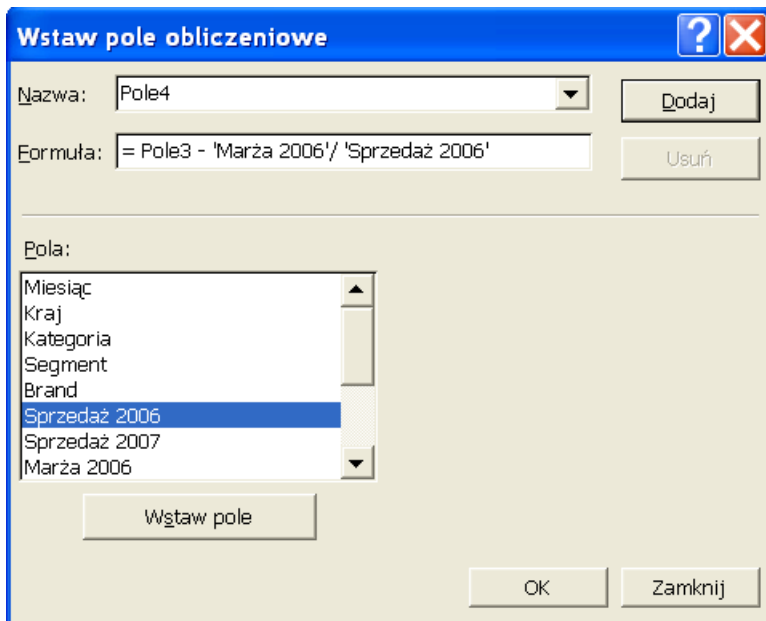 Wstaw pole obliczeniowe
Nazwa: Pole4 Dodaj
Formuła: = Pole3 - 'Marża 2006'/ 'Sprzedaż 2006' Usuń
Pola:
Miesiąc
Kraj
Kategoria
Segment
Brand
Sprzedaż 2006
Sprzedaż 2007
Marża 2006
Wstaw pole
OK Zamknij